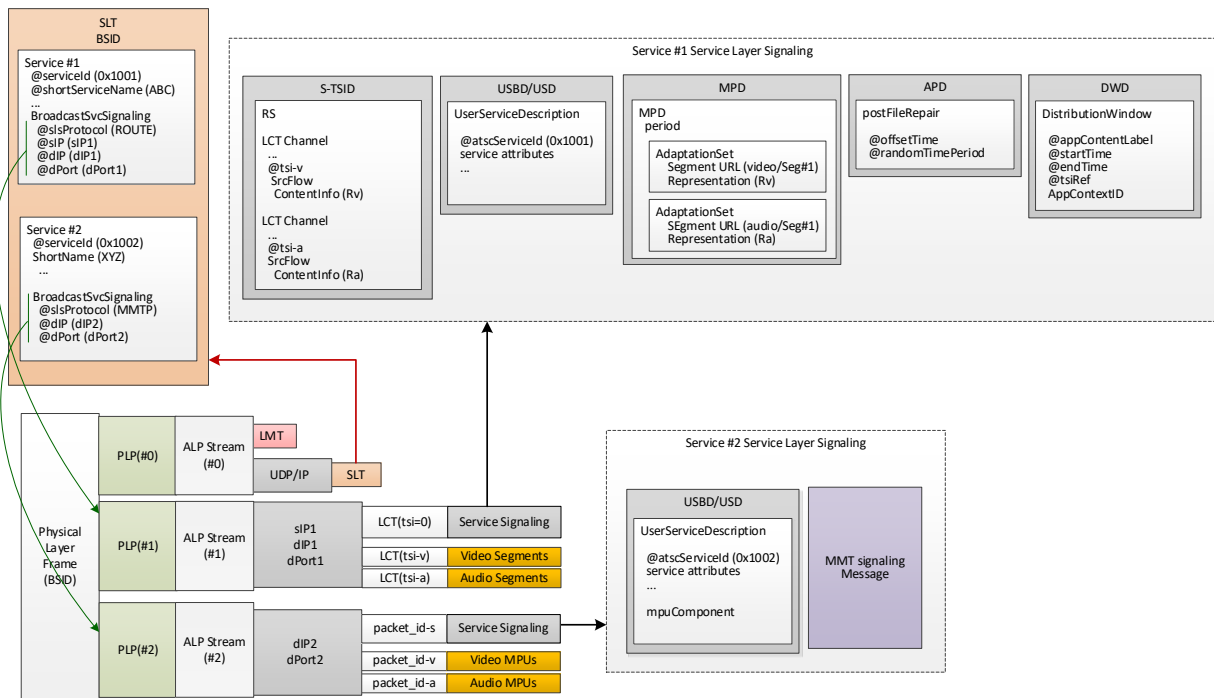 SLT
BSID
Service #1
@serviceId (0x1001)
@shortServiceName (ABC)
...
BroadcastSvcSignaling
@slsProtocol (ROUTE)
@sIP (sIP1)
@dIP (dIP1)
@dPort (dPort1)
Service #2
@serviceId (0x1002)
ShortName (XYZ)
...
BroadcastSvcSignaling
@slsProtocol (MMTP)
@dIP (dIP2)
@dPort (dPort2)
Service #1 Service Layer Signaling
S-TSID
RS
LCT Channel
...
@tsi-v
SrcFlow
ContentInfo (Rv)
LCT Channel
...
@tsi-a
SrcFlow
ContentInfo (Ra)
USBD/USD
UserServiceDescription
@atscServiceId (0x1001)
service attributes
...
MPD
MPD
period
AdaptationSet
Segment URL (video/Seg#1)
Representation (Rv)
AdaptationSet
SEgment URL (audio/Seg#1)
Representation (Ra)
APD
postFileRepair
@offsetTime
@randomTimePeriod
DWD
DistributionWindow
@appContentLabel
@startTime
@endTime
@tsiRef
AppContextID
Physical
Layer
Frame
(BSID)
PLP(#0)
ALP Stream
(#0)
LMT
UDP/IP
SLT
PLP(#1)
ALP Stream
(#1)
sIP1
dIP1
dPort1
LCT(tsi=0)
Service Signaling
LCT(tsi-v)
Video Segments
LCT(tsi-a)
Audio Segments
PLP(#2)
ALP Stream
(#2)
dIP2
dPort2
packet_id-s
Service Signaling
packet_id-v
Video MPUs
packet_id-a
Audio MPUs
Service #2 Service Layer Signaling
USBD/USD
UserServiceDescription
@atscServiceId (0x1002)
service attributes
...
mpuComponent
MMT signaling
Message